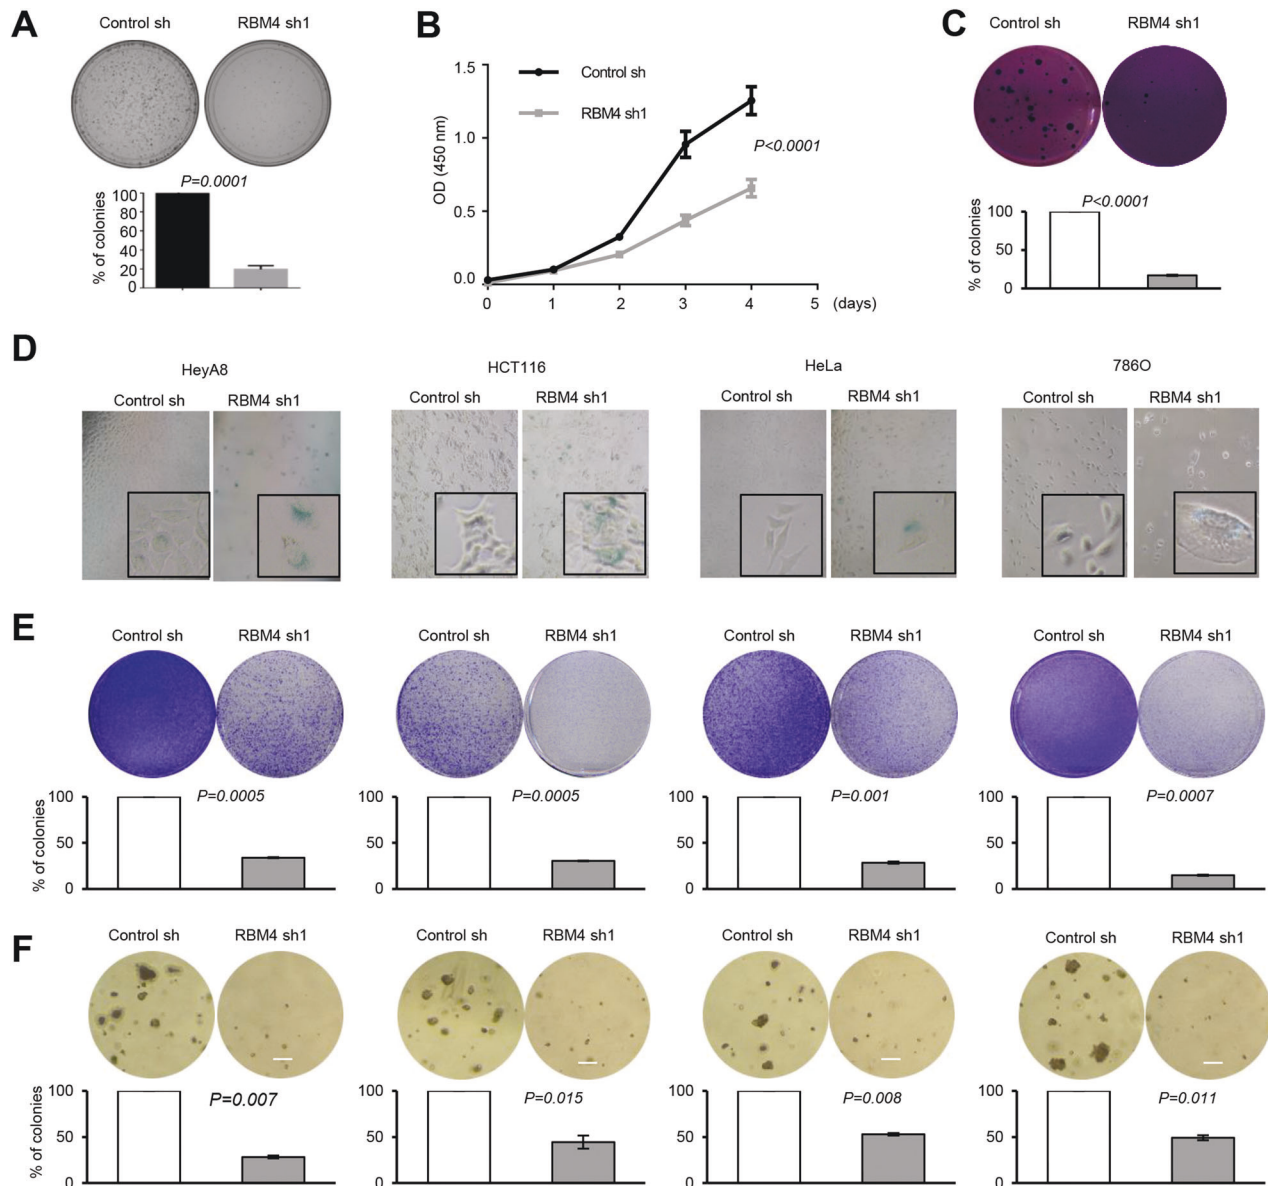 A
Control sh RBM4 sh1
P=0.0001
% of colonies
100
80
60
40
20
0
B
1.5
1.0
0.5
0.0
OD (450 nm)
Control sh
RBM4 sh1
P<0.0001
0 1 2 3 4 5 (days)
C
Control sh RBM4 sh1
P<0.0001
% of colonies
100
50
0
D
HeyA8 HCT116 HeLa 786O
Control sh RBM4 sh1 Control sh RBM4 sh1 Control sh RBM4 sh1 Control sh RBM4 sh1
E
Control sh RBM4 sh1 Control sh RBM4 sh1 Control sh RBM4 sh1 Control sh RBM4 sh1
% of colonies
100 P=0.0005 100 P=0.0005 100 P=0.001 100 P=0.0007
50 50 50 50
0 0 0 0
F
Control sh RBM4 sh1 Control sh RBM4 sh1 Control sh RBM4 sh1 Control sh RBM4 sh1
% of colonies
100 P=0.007 100 P=0.015 100 P=0.008 100 P=0.011
50 50 50 50
0 0 0 0